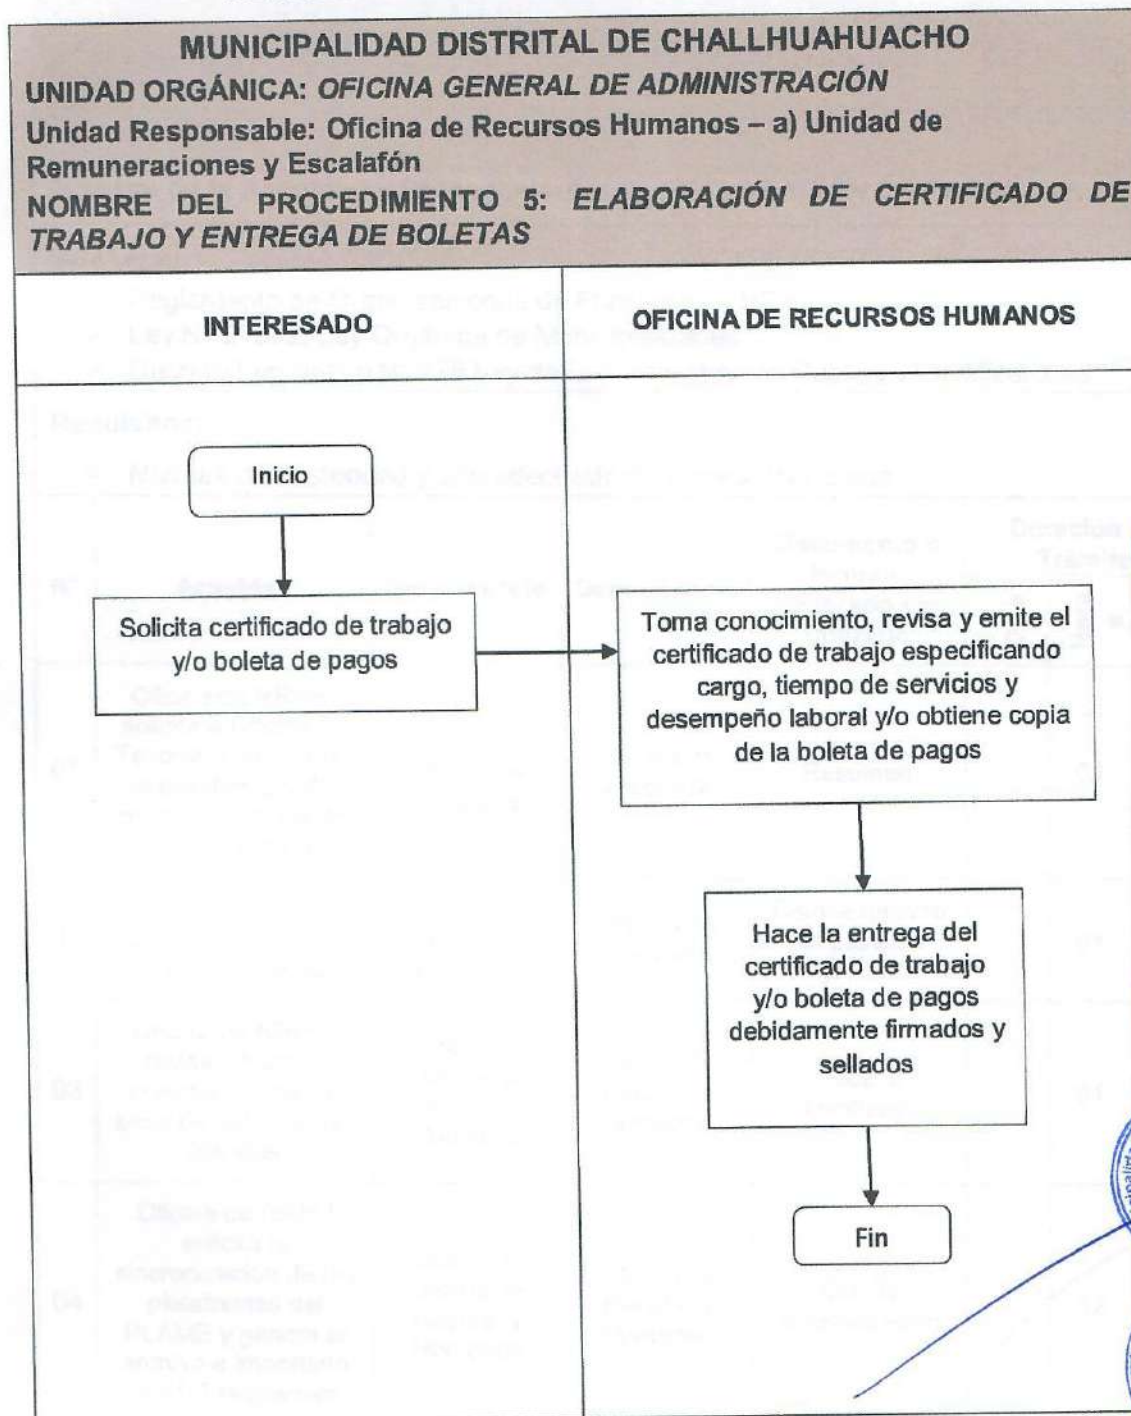 MUNICIPALIDAD DISTRITAL DE CHALLHUAHUACHO
UNIDAD ORGÁNICA: OFICINA GENERAL DE ADMINISTRACIÓN
Unidad Responsable: Oficina de Recursos Humanos – a) Unidad de
Remuneraciones y Escalafón
NOMBRE DEL PROCEDIMIENTO 5: ELABORACIÓN DE CERTIFICADO DE
TRABAJO Y ENTREGA DE BOLETAS
INTERESADO
OFICINA DE RECURSOS HUMANOS
Inicio
Solicita certificado de trabajo
y/o boleta de pagos
Toma conocimiento, revisa y emite el
certificado de trabajo especificando
cargo, tiempo de servicios y
desempeño laboral y/o obtiene copia
de la boleta de pagos
Hace la entrega del
certificado de trabajo
y/o boleta de pagos
debidamente firmados y
sellados
Fin